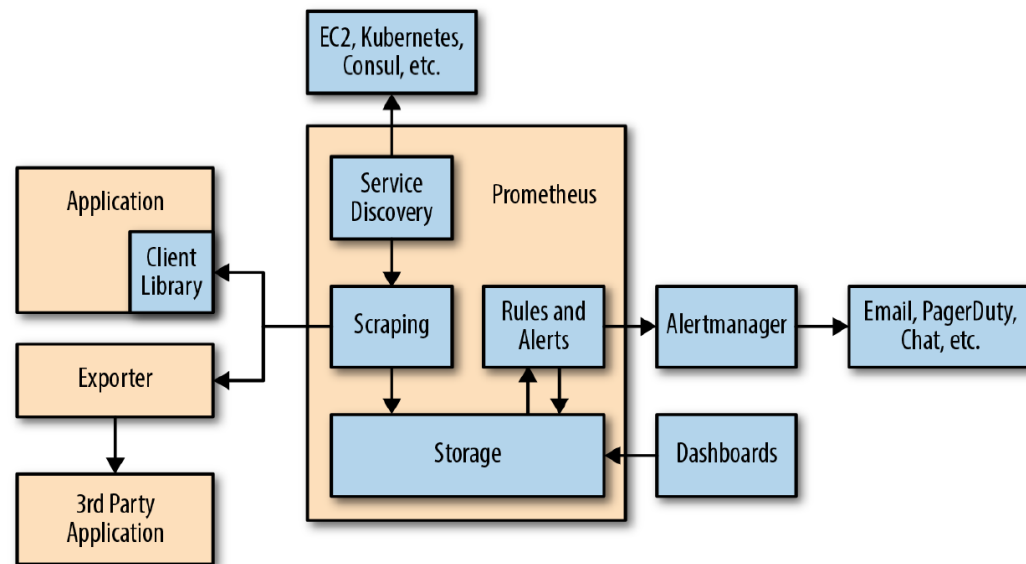 EC2, Kubernetes,
Consul, etc.
Application
Service
Discovery
Prometheus
Client
Library
Scraping
Rules and
Alerts
Alertmanager
Email, PagerDuty,
Chat, etc.
Exporter
Storage
Dashboards
3rd Party
Application